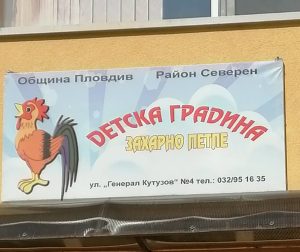 Община Пловдив Район Северен
ДЕТСКА ГРАДИНА
ЗАХАРНО ПЕТЛЕ
ул. „Генерал Кутузов“ №4 тел.: 032/95 16 35